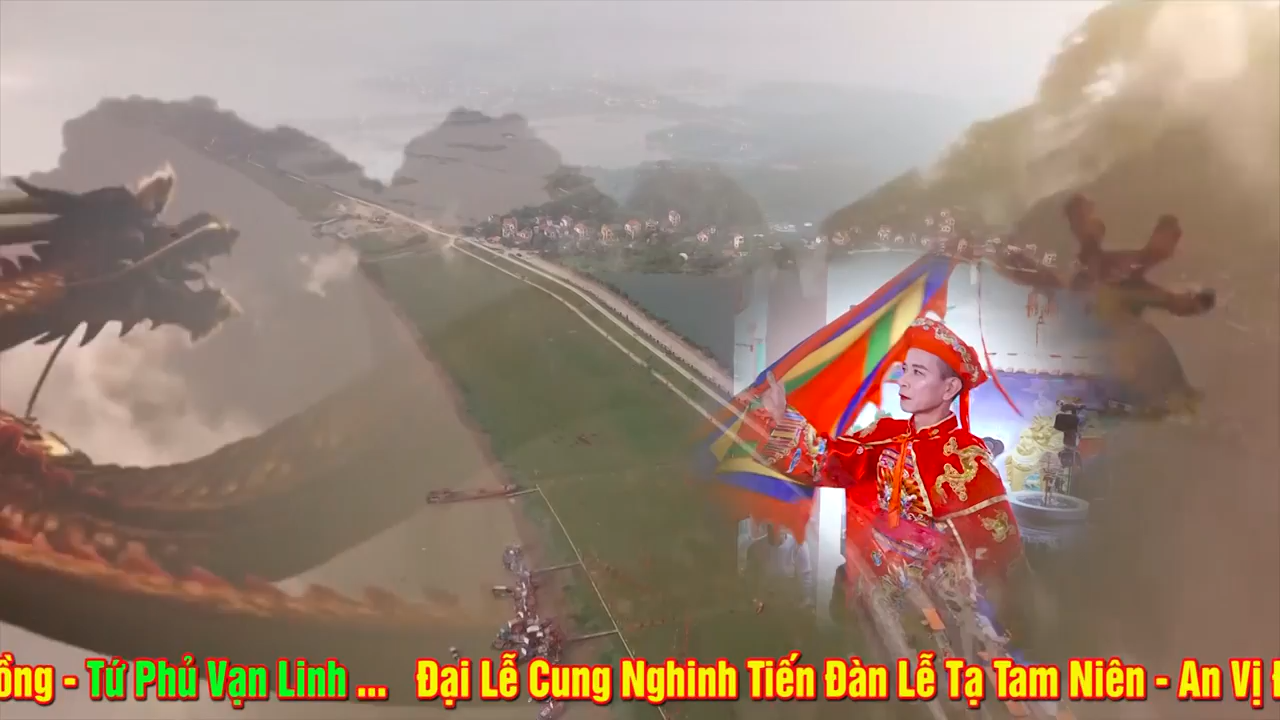 ồng - Tứ Phủ Vạn Linh ... Đại Lễ Cung Nghinh Tiến Đàn Lễ Tạ Tam Niên - An Vị